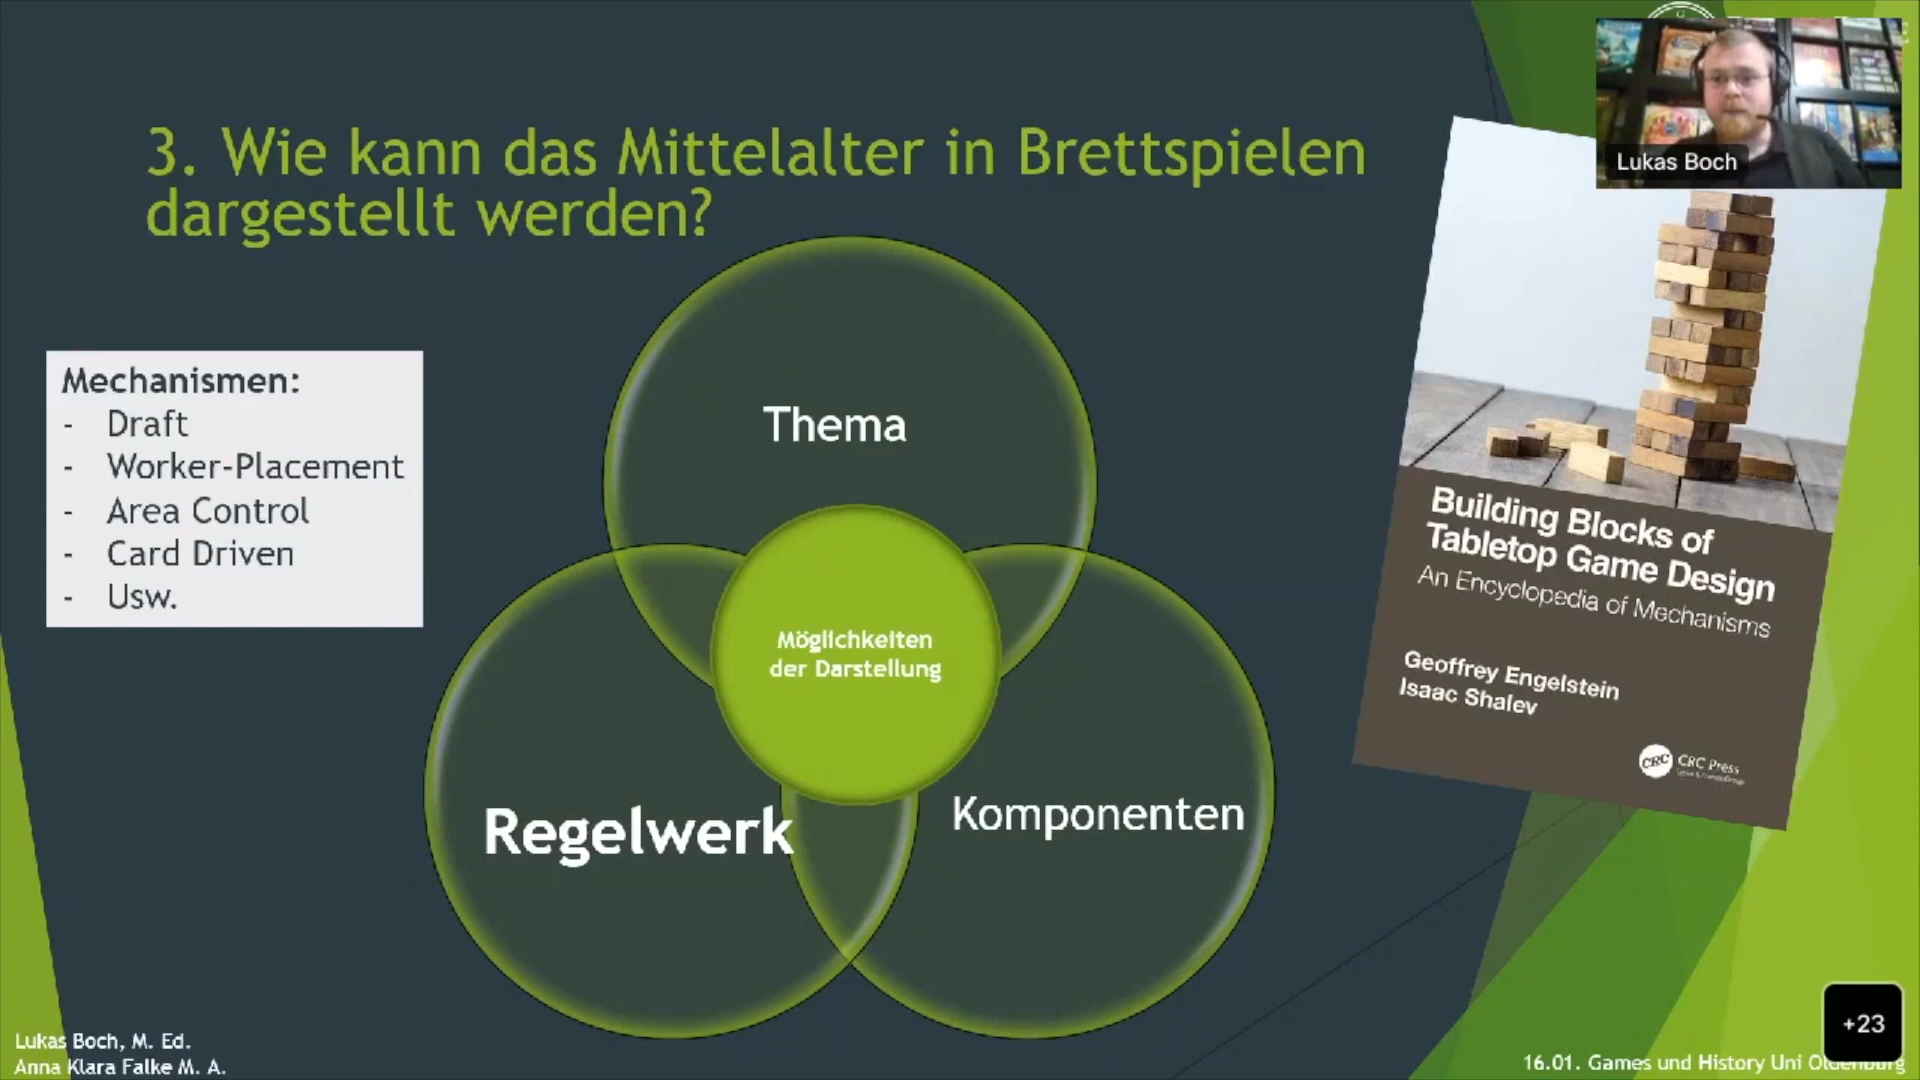 Lukas Boch
3. Wie kann das Mittelalter in Brettspielen
dargestellt werden?
Mechanismen:
- Draft
- Worker-Placement
- Area Control
- Card Driven
- Usw.
Thema
Möglichkeiten
der Darstellung
Regelwerk
Komponenten
Building Blocks of
Tabletop Game Design
An Encyclopedia of Mechanisms
Geoffrey Engelstein
Isaac Shalev
CRC
CRC Press
+23
Lukas Boch, M. Ed.
Anna Klara Falke M. A.
16.01. Games und History Uni Oldenburg